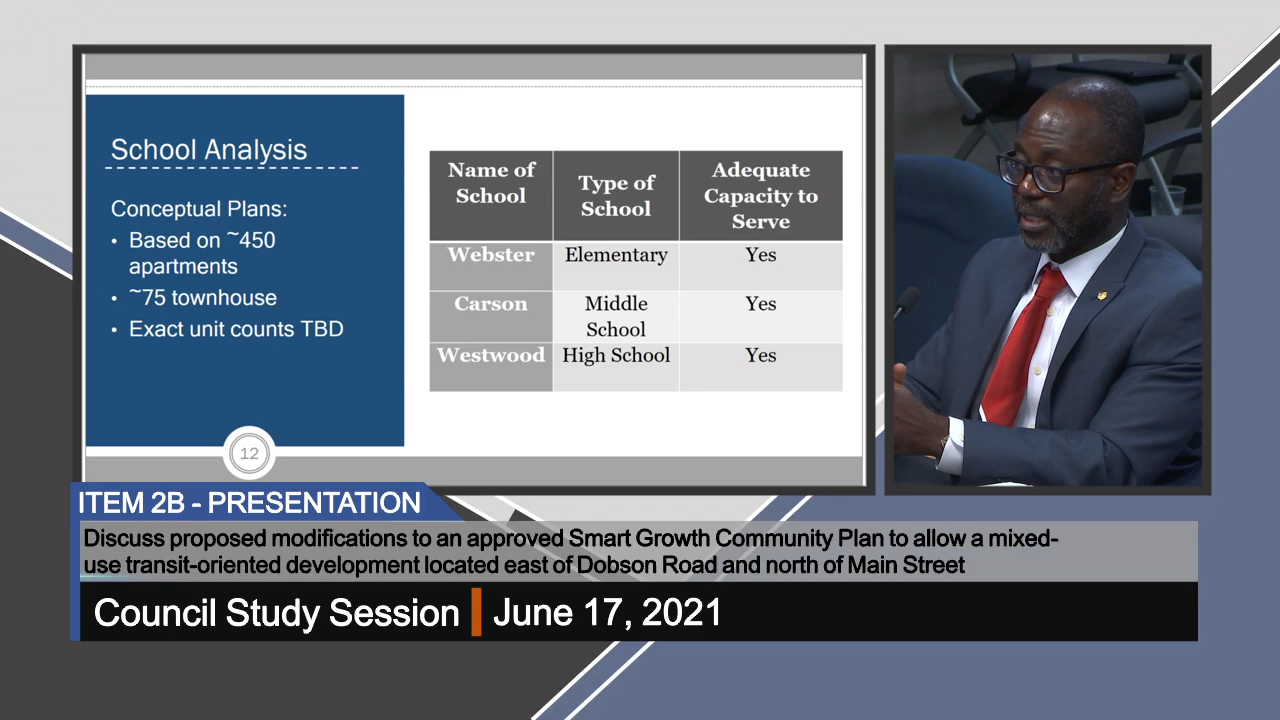 School Analysis
Conceptual Plans:
• Based on ~450
apartments
• ~75 townhouse
• Exact unit counts TBD
12
Name of
School
Type of
School
Adequate
Capacity to
Serve
Webster
Elementary
Yes
Carson
Middle
School
Yes
Westwood
High School
Yes
ITEM 2B - PRESENTATION
Discuss proposed modifications to an approved Smart Growth Community Plan to allow a mixed-
use transit-oriented development located east of Dobson Road and north of Main Street
Council Study Session
June 17, 2021